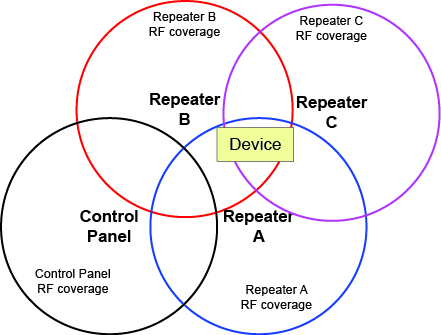 Repeater B
RF coverage
Repeater C
RF coverage
Repeater
B
Repeater
C
Device
Control
Panel
Repeater
A
Control Panel
RF coverage
Repeater A
RF coverage